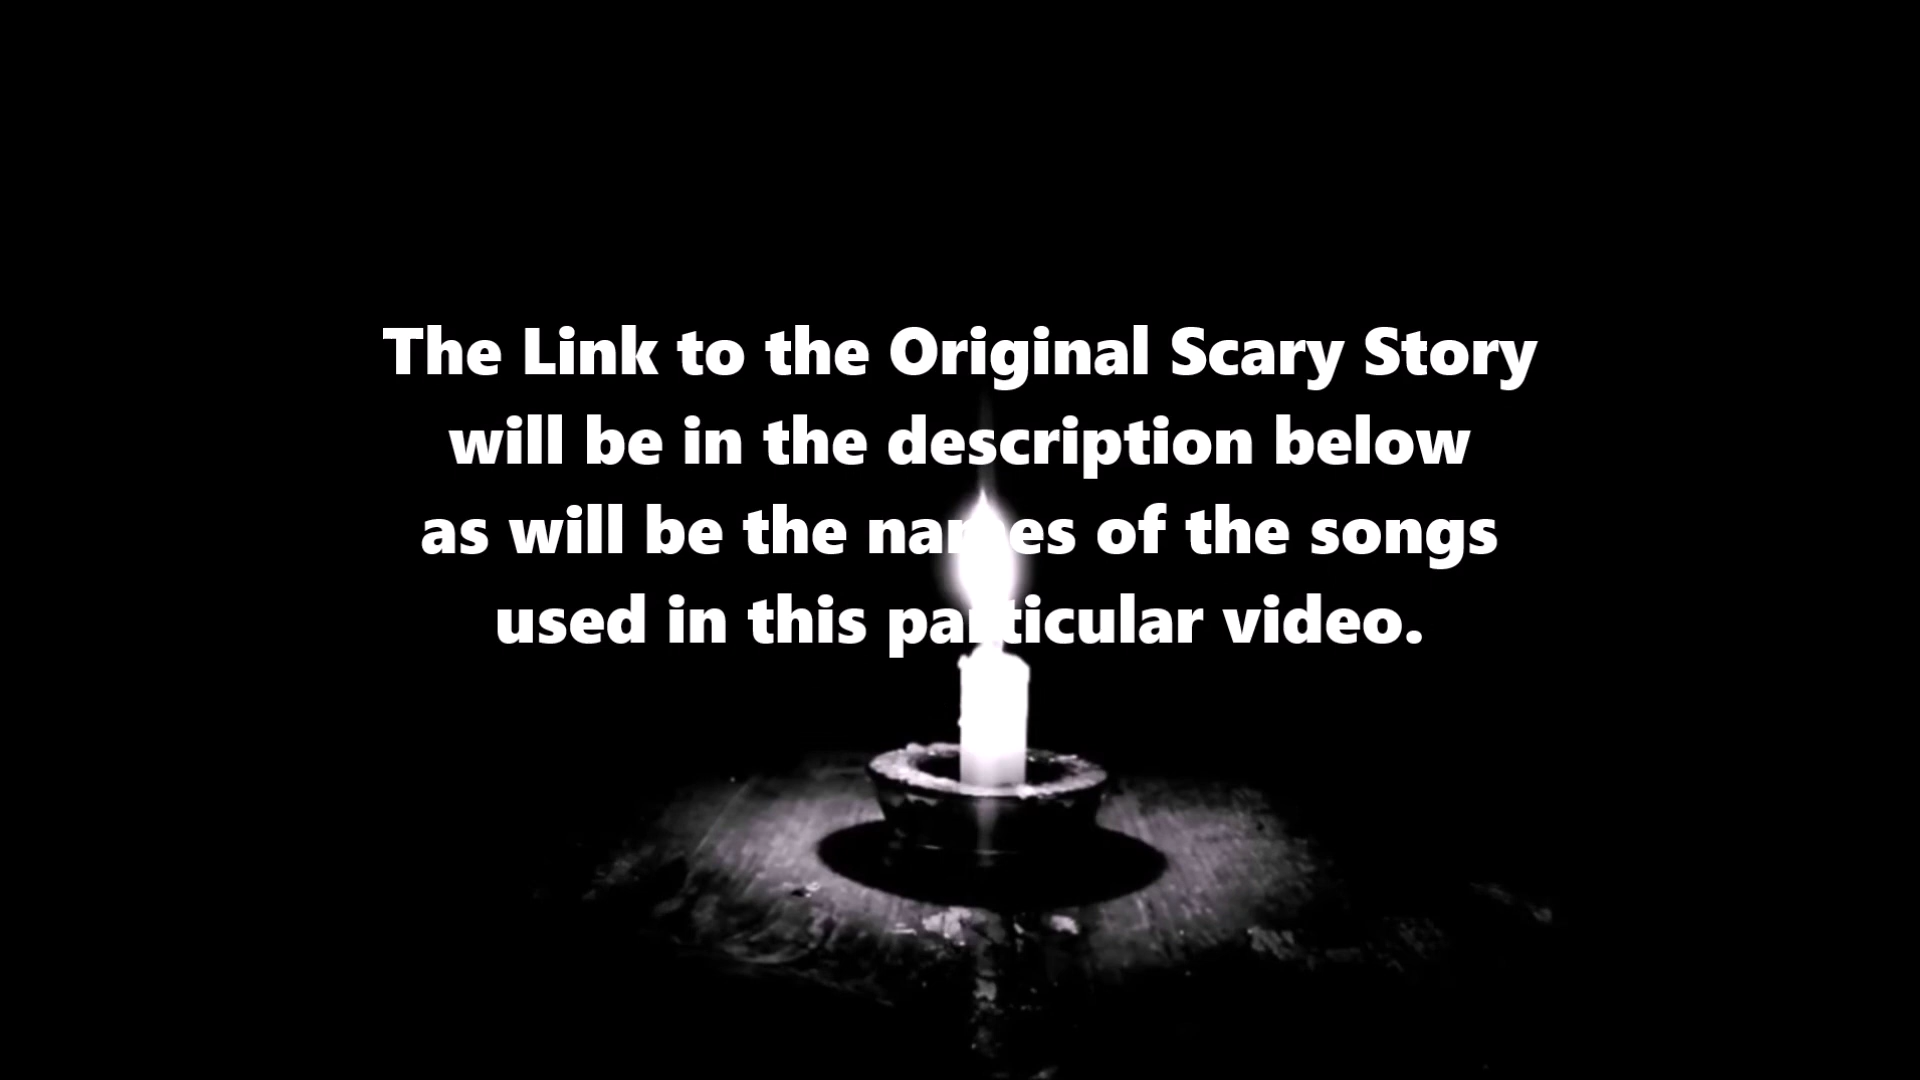 The Link to the Original Scary Story
will be in the description below
as will be the names of the songs
used in this particular video.